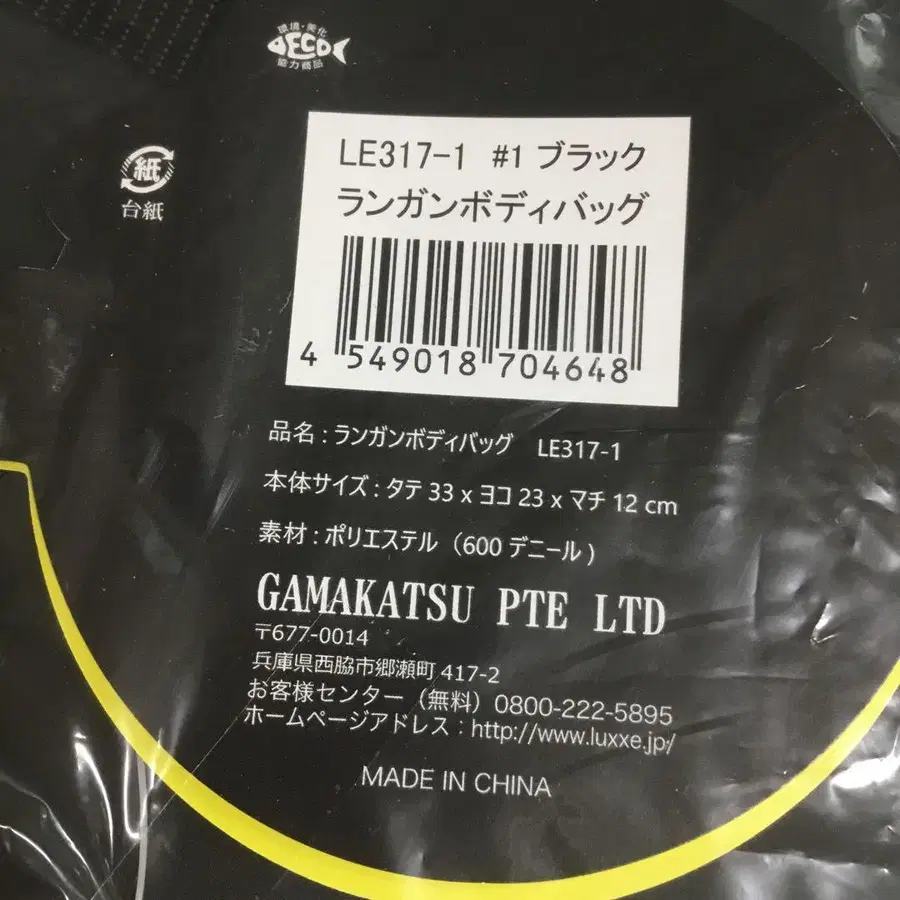 環境・美化
ECO
協力商品
紙
台紙
LE317-1 #1 ブラック
ランガンボディバッグ
4 549018 704648
品名 : ランガンボディバッグ LE317-1
本体サイズ : タテ 33 x ヨコ 23 x マチ 12 cm
素材 : ポリエステル（600 デニール）
GAMAKATSU PTE LTD
〒677-0014
兵庫県西脇市郷瀬町 417-2
お客様センター（無料）0800-222-5895
ホームページアドレス：http://www.luxxe.jp/
MADE IN CHINA